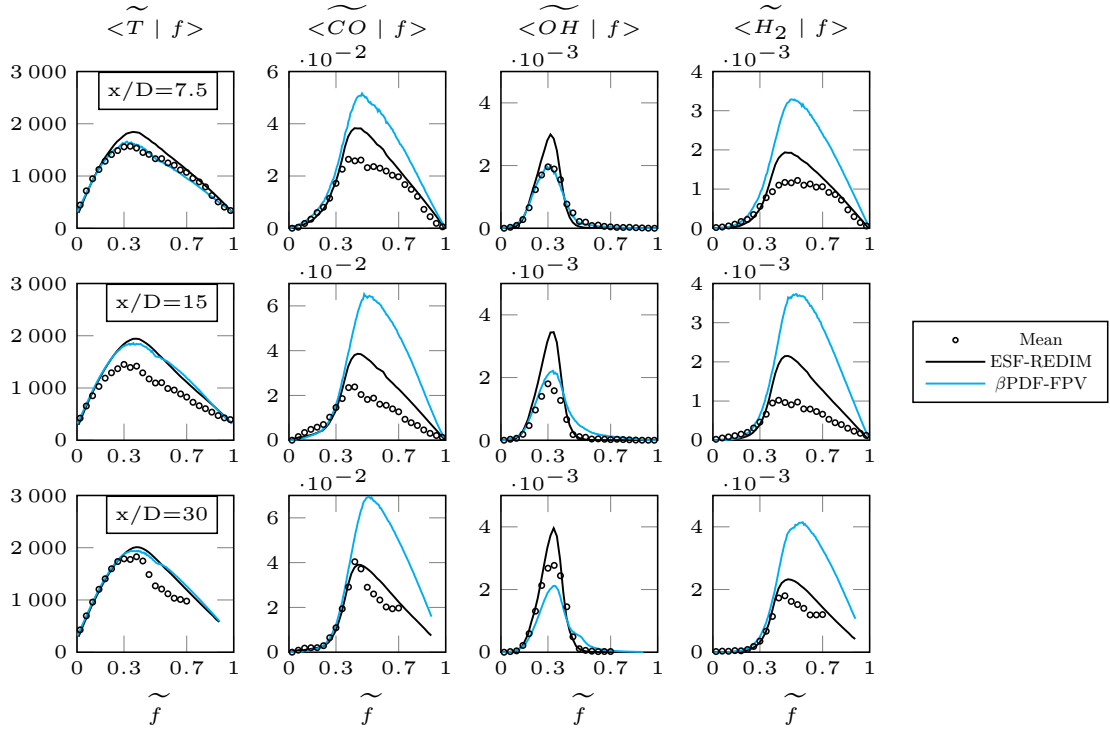 <T̃ | f> <C͠O | f> <O͠H | f> <H̃₂ | f>
·10⁻² ·10⁻³ ·10⁻³
3 000 6 4 4
x/D=7.5
2 000 4 3
1 000 2 2 2
1
0 0 0 0
0 0.3 0.7 1 0 0.3 0.7 1 0 0.3 0.7 1 0 0.3 0.7 1
·10⁻² ·10⁻³ ·10⁻³
3 000 6 4 4
x/D=15
2 000 4 3
1 000 2 2 2
1
0 0 0 0
0 0.3 0.7 1 0 0.3 0.7 1 0 0.3 0.7 1 0 0.3 0.7 1
Mean
ESF-REDIM
βPDF-FPV
·10⁻² ·10⁻³ ·10⁻³
3 000 6 4
x/D=30
2 000 4 4
1 000 2 2 2
0 0 0 0
0 0.3 0.7 1 0 0.3 0.7 1 0 0.3 0.7 1 0 0.3 0.7 1
f̃ f̃ f̃ f̃